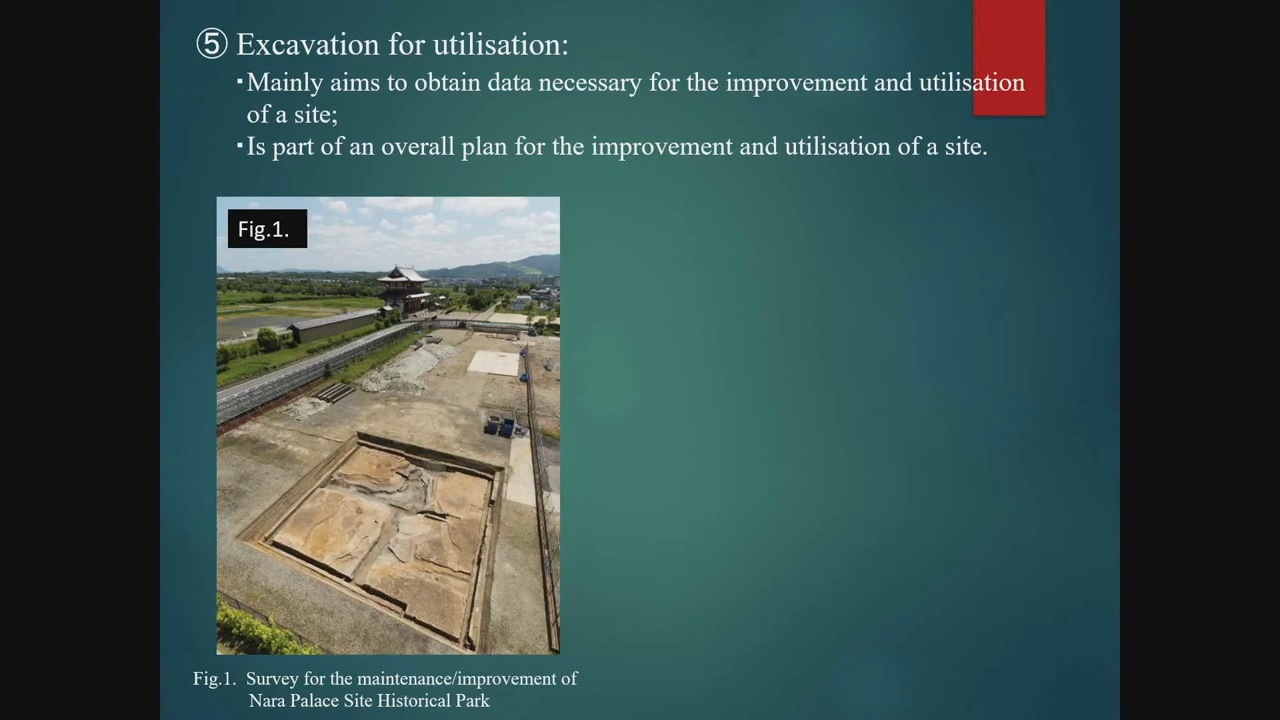 ⑤ Excavation for utilisation:
▪Mainly aims to obtain data necessary for the improvement and utilisation
of a site;
▪Is part of an overall plan for the improvement and utilisation of a site.
Fig.1.
Fig.1. Survey for the maintenance/improvement of
Nara Palace Site Historical Park